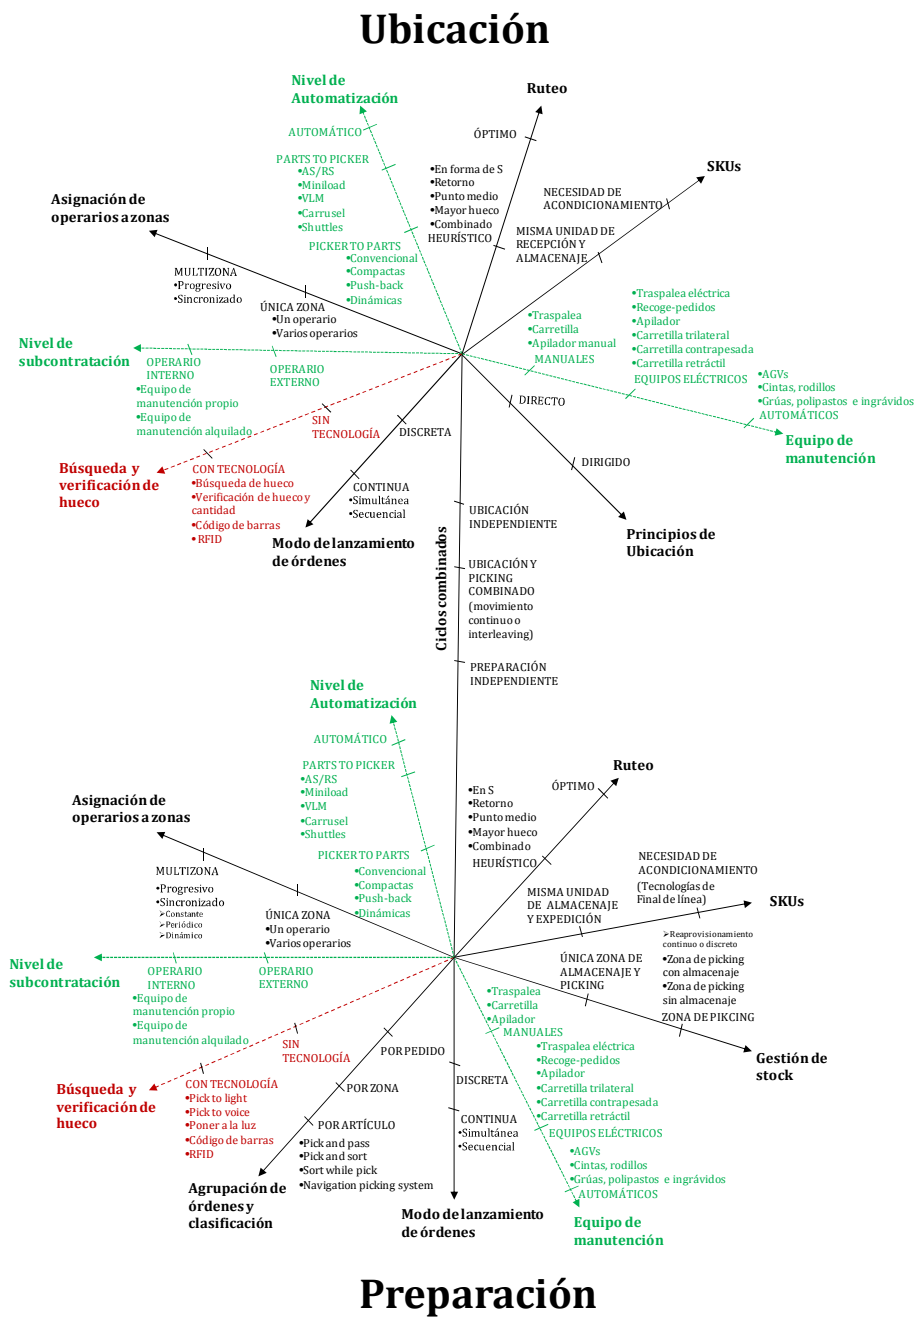 Ubicación
Nivel de
Automatización
AUTOMÁTICO
PARTS TO PICKER
•AS/RS
•Miniload
•VLM
•Carrusel
•Shuttles
PICKER TO PARTS
•Convencional
•Compactas
•Push-back
•Dinámicas
Ruteo
ÓPTIMO
•En forma de S
•Retorno
•Punto medio
•Mayor hueco
•Combinado
HEURÍSTICO
SKUs
NECESIDAD DE
ACONDICIONAMIENTO
MISMA UNIDAD DE
RECEPCIÓN Y
ALMACENAJE
Asignación de
operarios a zonas
MULTIZONA
•Progresivo
•Sincronizado
ÚNICA ZONA
•Un operario
•Varios operarios
Nivel de
subcontratación
OPERARIO
INTERNO
•Equipo de
manutención propio
•Equipo de
manutención alquilado
OPERARIO
EXTERNO
•Traspalea
•Carretilla
•Apilador manual
MANUALES
•Traspalea eléctrica
•Recoge-pedidos
•Apilador
•Carretilla trilateral
•Carretilla contrapesada
•Carretilla retráctil
EQUIPOS ELÉCTRICOS
•AGVs
•Cintas, rodillos
•Grúas, polipastos e ingrávidos
AUTOMÁTICOS
Equipo de
manutención
Búsqueda y
verificación de
hueco
SIN
TECNOLOGÍA
CON TECNOLOGÍA
•Búsqueda de hueco
•Verificación de hueco y
cantidad
•Código de barras
•RFID
DISCRETA
CONTINUA
•Simultánea
•Secuencial
Modo de lanzamiento
de órdenes
DIRECTO
DIRIGIDO
Principios de
Ubicación
Ciclos combinados
UBICACIÓN
INDEPENDIENTE
UBICACIÓN Y
PICKING
COMBINADO
(movimiento
continuo o
interleaving)
PREPARACIÓN
INDEPENDIENTE
Nivel de
Automatización
AUTOMÁTICO
PARTS TO PICKER
•AS/RS
•Miniload
•VLM
•Carrusel
•Shuttles
PICKER TO PARTS
•Convencional
•Compactas
•Push-back
•Dinámicas
Ruteo
ÓPTIMO
•En S
•Retorno
•Punto medio
•Mayor hueco
•Combinado
HEURÍSTICO
Asignación de
operarios a zonas
MULTIZONA
•Progresivo
•Sincronizado
➢Constante
➢Periódico
➢Dinámico
ÚNICA ZONA
•Un operario
•Varios operarios
NECESIDAD DE
ACONDICIONAMIENTO
(Tecnologías de
Final de línea)
MISMA UNIDAD
DE ALMACENAJE
Y EXPEDICIÓN
SKUs
Nivel de
subcontratación
OPERARIO
INTERNO
•Equipo de
manutención propio
•Equipo de
manutención alquilado
OPERARIO
EXTERNO
ÚNICA ZONA DE
ALMACENAJE Y
PICKING
➢Reaprovisionamiento
continuo o discreto
•Zona de picking
con almacenaje
•Zona de picking
sin almacenaje
ZONA DE PIKCING
Gestión de
stock
Búsqueda y
verificación de
hueco
SIN
TECNOLOGÍA
CON TECNOLOGÍA
•Pick to light
•Pick to voice
•Poner a la luz
•Código de barras
•RFID
POR PEDIDO
POR ZONA
POR ARTÍCULO
•Pick and pass
•Pick and sort
•Sort while pick
•Navigation picking system
Agrupación de
órdenes y
clasificación
DISCRETA
CONTINUA
•Simultánea
•Secuencial
Modo de lanzamiento
de órdenes
•Traspalea
•Carretilla
•Apilador
MANUALES
•Traspalea eléctrica
•Recoge-pedidos
•Apilador
•Carretilla trilateral
•Carretilla contrapesada
•Carretilla retráctil
EQUIPOS ELÉCTRICOS
•AGVs
•Cintas, rodillos
•Grúas, polipastos e ingrávidos
AUTOMÁTICOS
Equipo de
manutención
Preparación